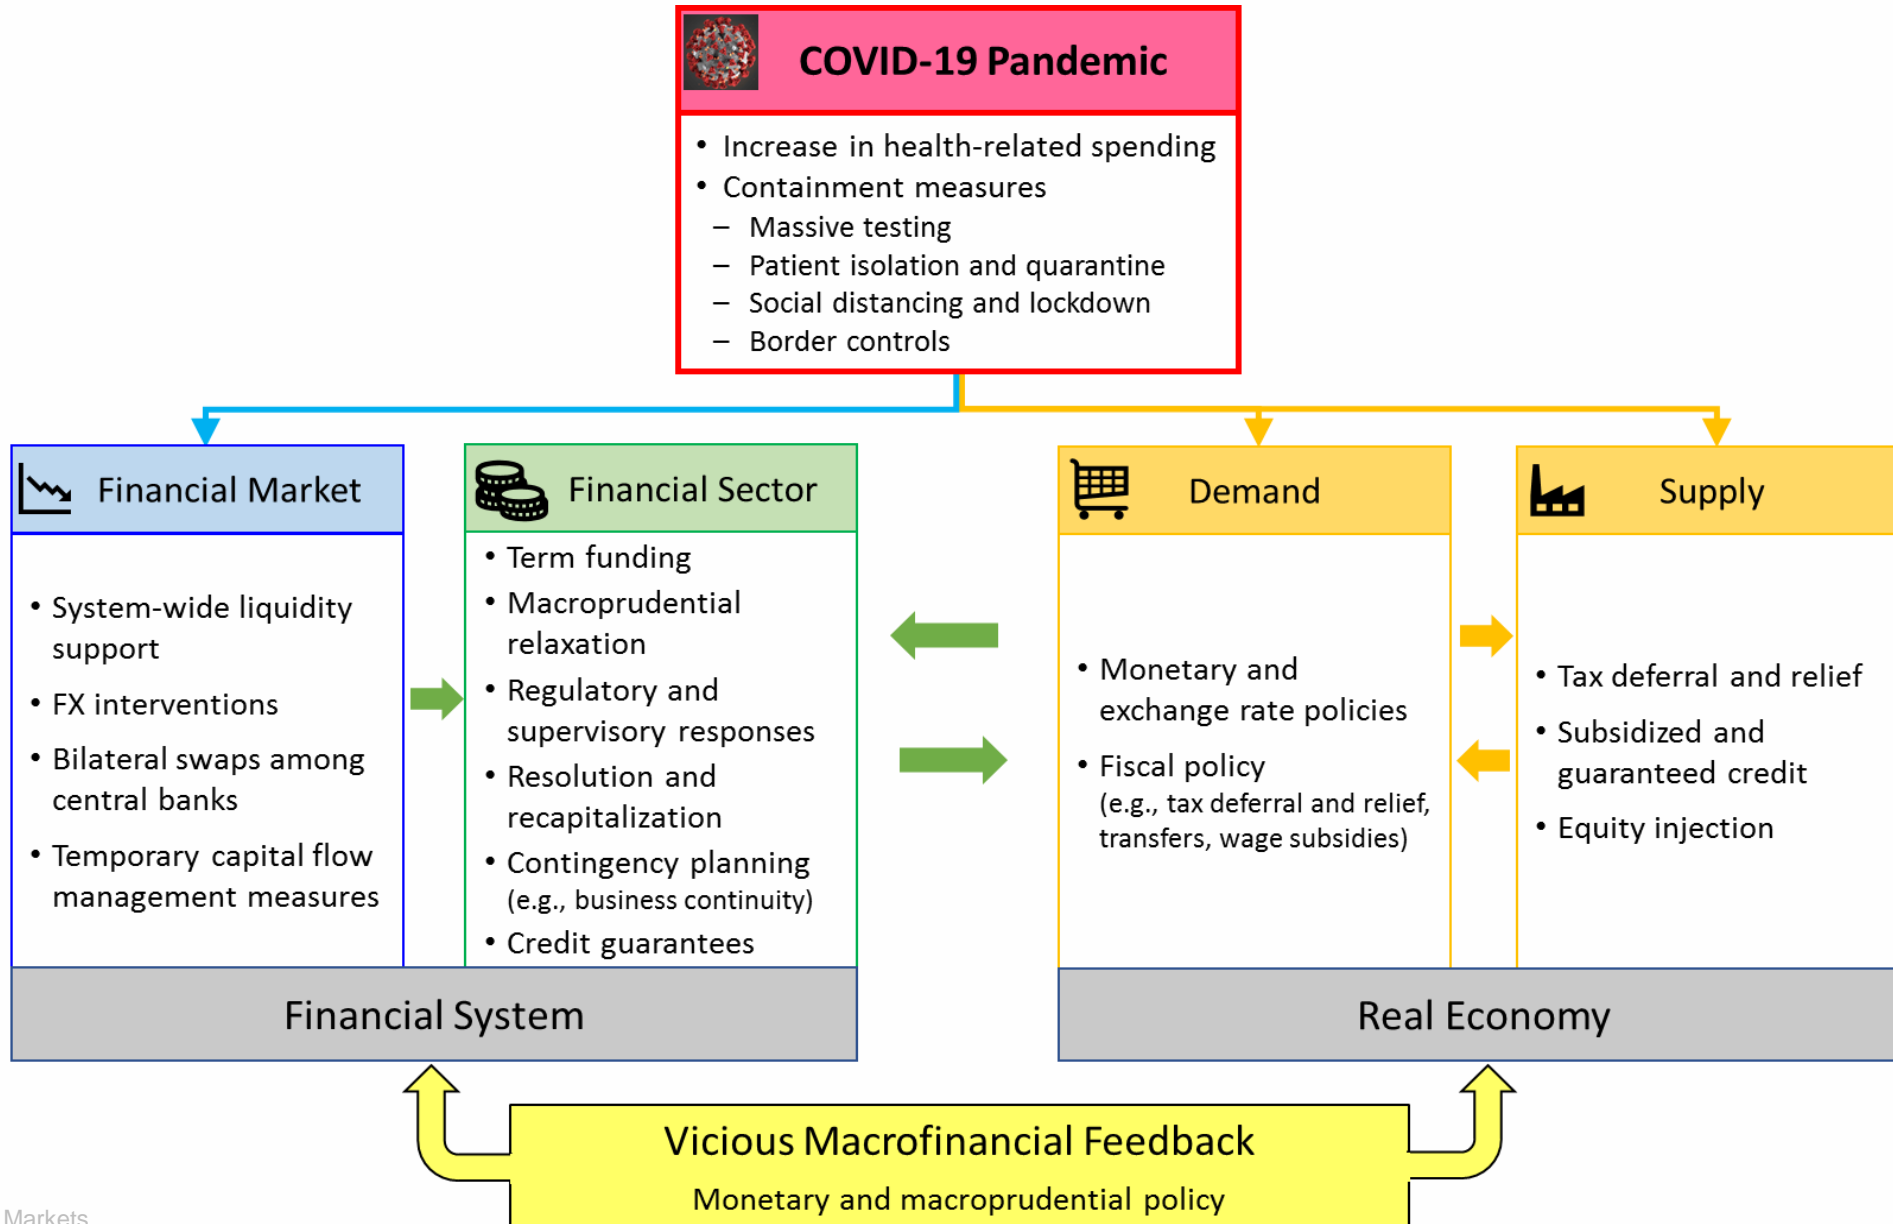 COVID-19 Pandemic
• Increase in health-related spending
• Containment measures
– Massive testing
– Patient isolation and quarantine
– Social distancing and lockdown
– Border controls
Financial Market
• System-wide liquidity
support
• FX interventions
• Bilateral swaps among
central banks
• Temporary capital flow
management measures
Financial Sector
• Term funding
• Macroprudential
relaxation
• Regulatory and
supervisory responses
• Resolution and
recapitalization
• Contingency planning
(e.g., business continuity)
• Credit guarantees
Financial System
Demand
• Monetary and
exchange rate policies
• Fiscal policy
(e.g., tax deferral and relief,
transfers, wage subsidies)
Supply
• Tax deferral and relief
• Subsidized and
guaranteed credit
• Equity injection
Real Economy
Vicious Macrofinancial Feedback
Monetary and macroprudential policy
Markets